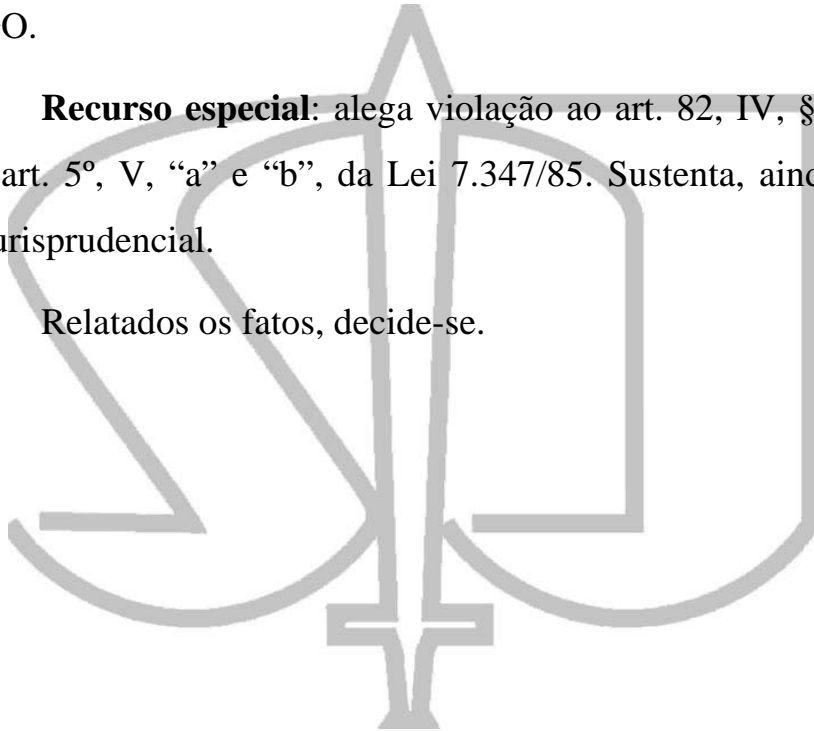 O.
Recurso especial: alega violação ao art. 82, IV, §
art. 5º, V, “a” e “b”, da Lei 7.347/85. Sustenta, ainc
urisprudencial.
Relatados os fatos, decide-se.